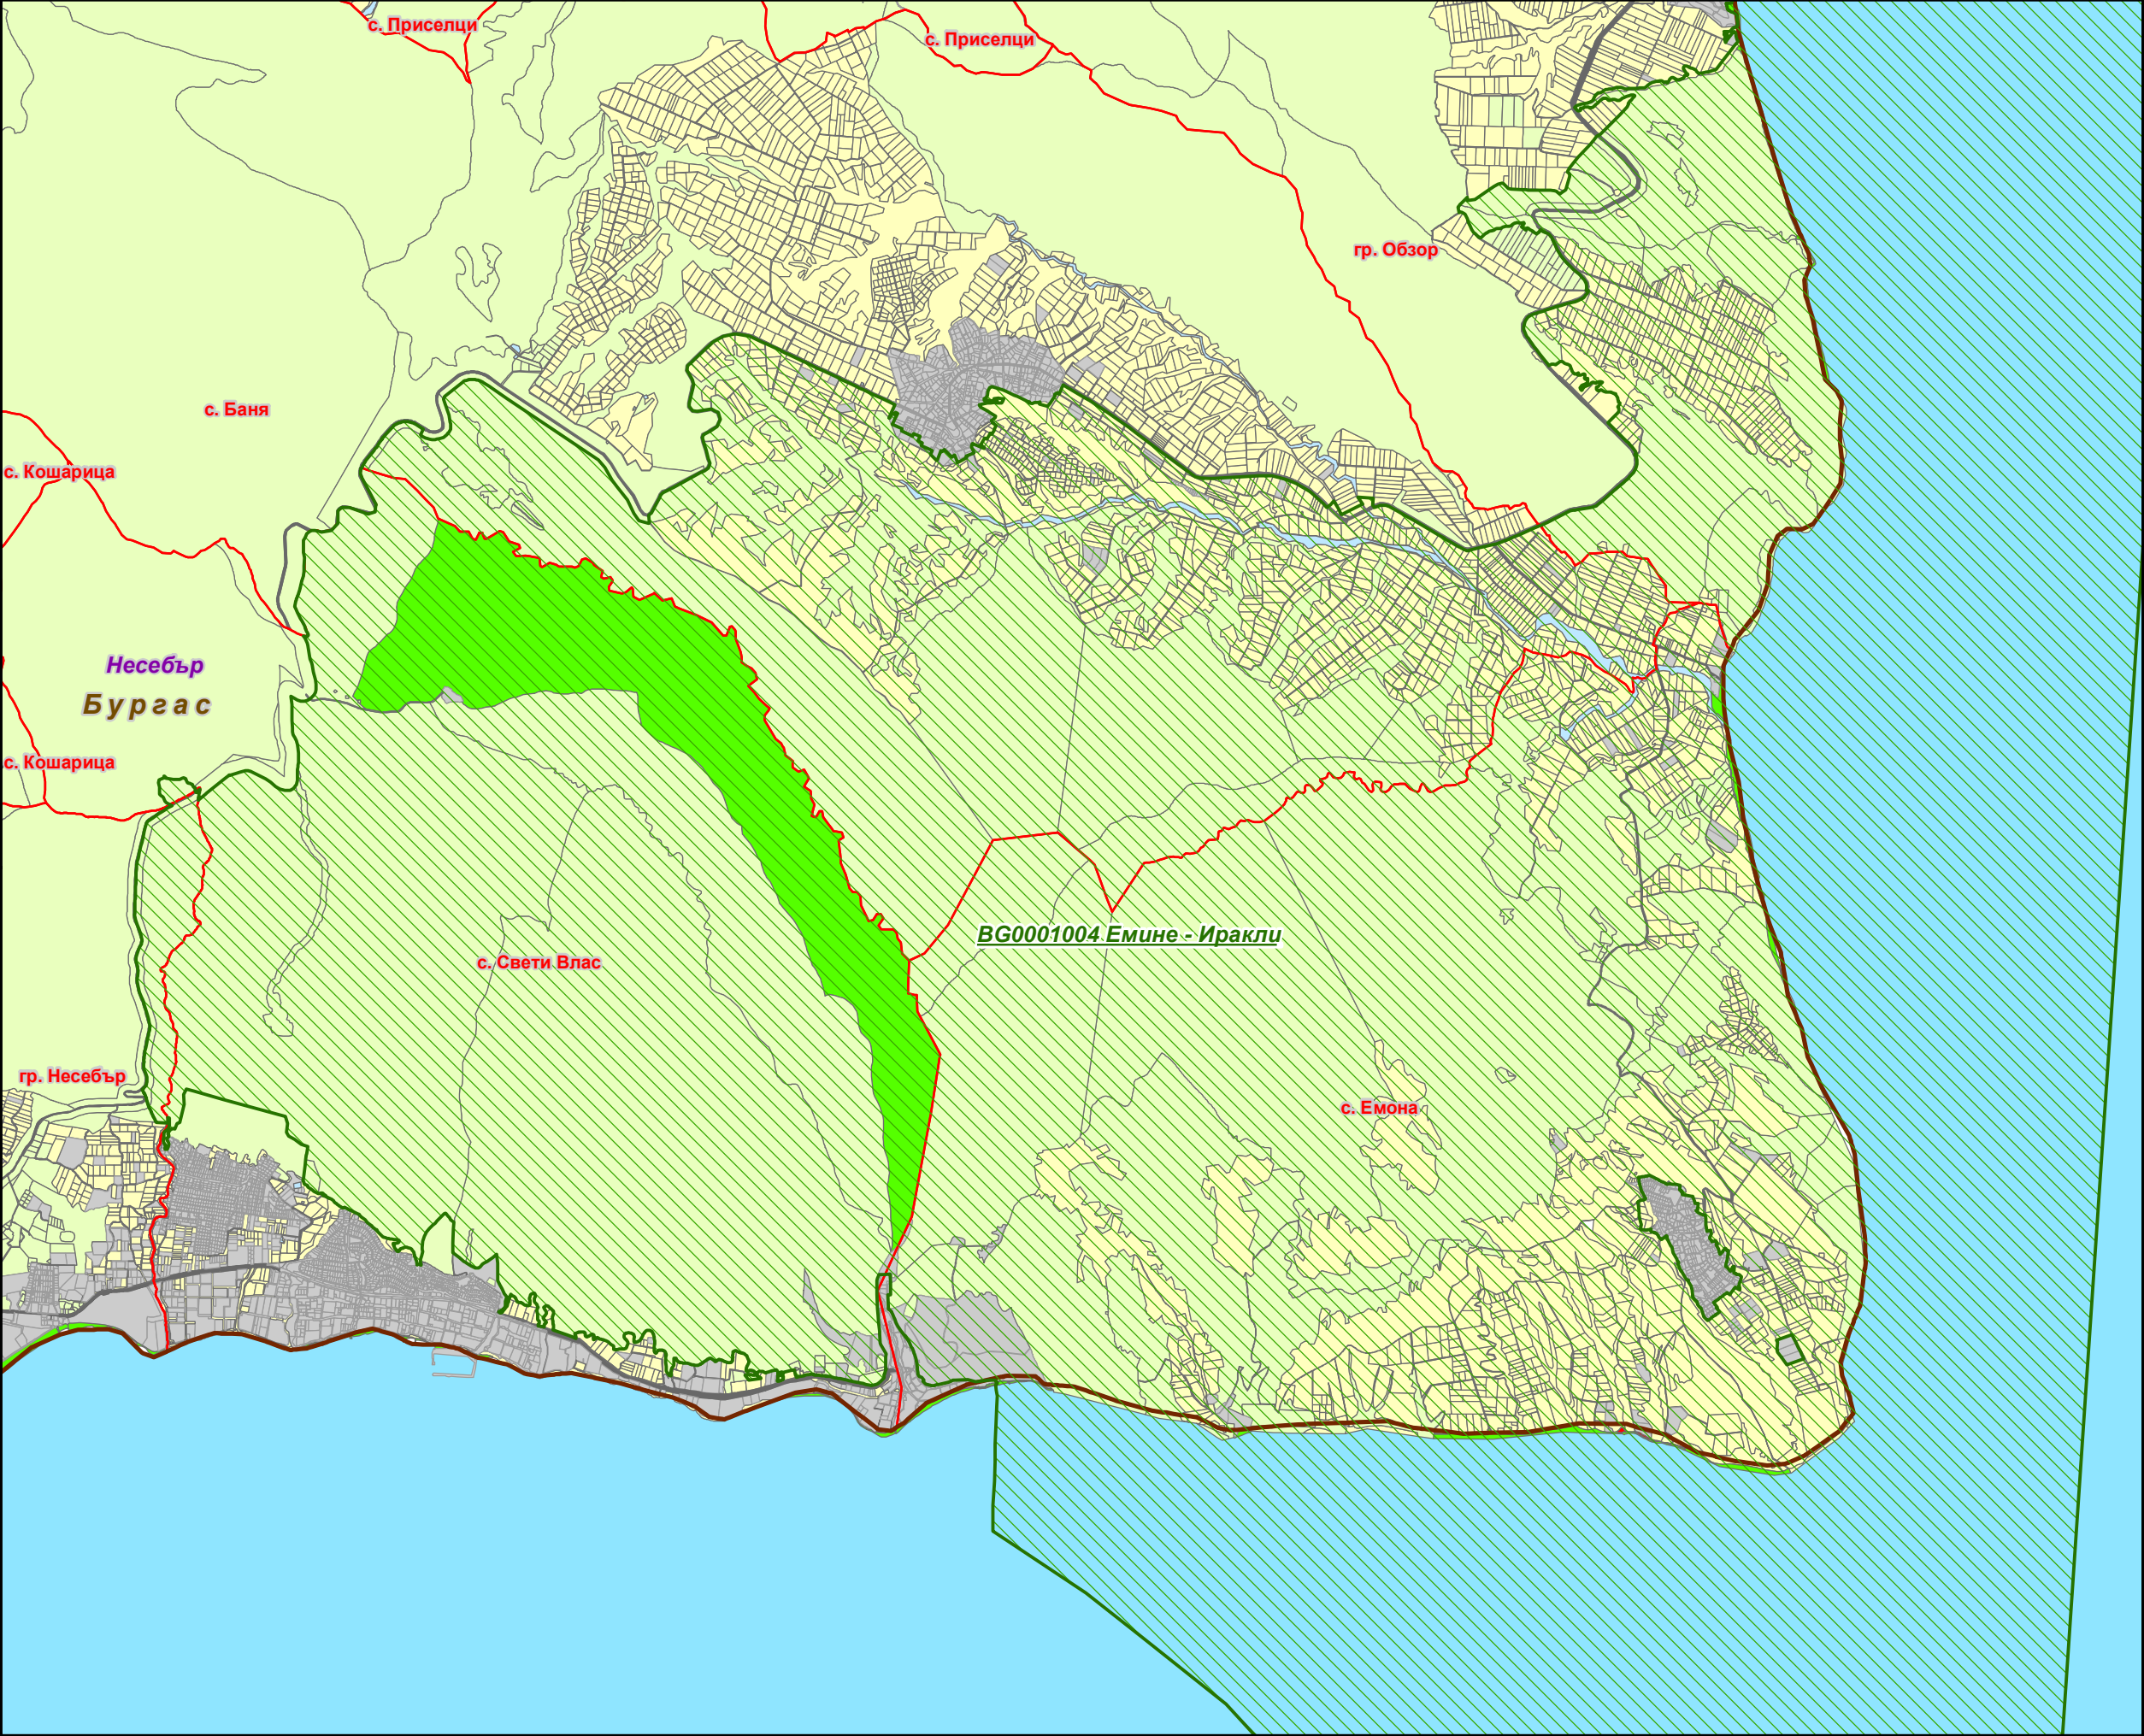 с. Приселци
с. Приселци
гр. Обзор
с. Баня
с. Кошарица
Несебър
Бургас
с. Кошарица
BG0001004 Емине - Иракли
с. Свети Влас
гр. Несебър
с. Емона